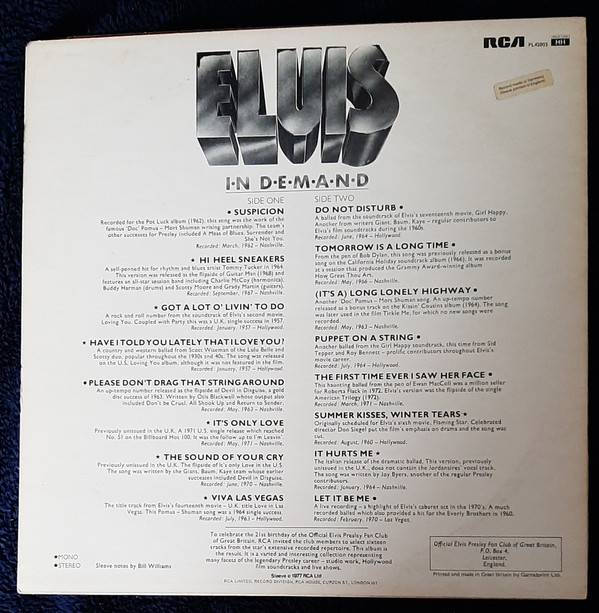 RCA PL42003
HH
Record made in Germany
Sleeve printed in England
ELVIS
I·N D·E·M·A·N·D
SIDE ONE
• SUSPICION
Recorded for the Pot Luck album (1962), this song was the work of the
famous 'Doc' Pomus – Mort Shuman writing partnership. The team's
other successes for Presley included A Mess of Blues, Surrender and
She's Not You.
Recorded: March, 1962 – Nashville.
• HI HEEL SNEAKERS
A self-penned hit for rhythm and blues artist Tommy Tucker in 1964.
This version was released as the flipside of Guitar Man (1968) and
features an all-star session band including Charlie McCoy (harmonica),
Buddy Harman (drums) and Scotty Moore and Grady Martin (guitars).
Recorded: September, 1967 – Nashville.
• GOT A LOT O' LIVIN' TO DO
A rock and roll number from the soundtrack of Elvis's second movie,
Loving You. Coupled with Party this was a U.K. single success in 1957.
Recorded: January, 1957 – Hollywood.
• HAVE I TOLD YOU LATELY THAT I LOVE YOU?
A country and western ballad from Scott Wiseman of the Lulu Belle and
Scotty duo, popular throughout the 1930s and 40s. The song was released
on the U.S. Loving You album, although it was not featured in the film.
Recorded: January, 1957 – Hollywood.
• PLEASE DON'T DRAG THAT STRING AROUND
An up-tempo number released as the flipside of Devil in Disguise, a gold
disc success of 1963. Written by Otis Blackwell whose output also
included Don't be Cruel, All Shook Up and Return to Sender.
Recorded: May, 1963 – Nashville.
• IT'S ONLY LOVE
Previously unissued in the U.K. A 1971 U.S. single release which reached
No. 51 on the Billboard Hot 100. It was the follow up to I'm Leavin'.
Recorded: May, 1971 – Nashville.
• THE SOUND OF YOUR CRY
Previously unissued in the U.K. The flipside of It's only Love in the U.S.
The song was written by the Giant, Baum, Kaye team whose earlier
successes included Devil in Disguise.
Recorded: June, 1970 – Nashville.
• VIVA LAS VEGAS
The title track from Elvis's fourteenth movie – U.K. title Love in Las
Vegas. This Pomus – Shuman song was a 1964 single success.
Recorded: July, 1963 – Hollywood.
SIDE TWO
DO NOT DISTURB •
A ballad from the soundtrack of Elvis's seventeenth movie, Girl Happy.
Another from writers Giant, Baum, Kaye – regular contributors to
Elvis's film soundtracks during the 1960s.
Recorded: June, 1964 – Hollywood.
TOMORROW IS A LONG TIME •
From the pen of Bob Dylan, this song was previously released as a bonus
song on the California Holiday soundtrack album (1966). It was recorded
at a session that produced the Grammy Award-winning album
How Great Thou Art.
Recorded: May, 1966 – Nashville.
(IT'S A) LONG LONELY HIGHWAY •
Another 'Doc' Pomus – Mort Shuman song. An up-tempo number
released as a bonus track on the Kissin' Cousins album (1964). The song
was later used in the film Tickle Me, for which no new songs were
recorded.
Recorded: May, 1963 – Nashville.
PUPPET ON A STRING •
Another ballad from the Girl Happy soundtrack, this time from Sid
Tepper and Roy Bennett – prolific contributors throughout Elvis's
movie career.
Recorded: July, 1964 – Hollywood.
THE FIRST TIME EVER I SAW HER FACE •
This haunting ballad from the pen of Ewan MacColl was a million seller
for Roberta Flack in 1972. Elvis's version was the flipside of the single
American Trilogy (1972).
Recorded: March, 1971 – Nashville.
SUMMER KISSES, WINTER TEARS •
Originally scheduled for Elvis's sixth movie, Flaming Star. Celebrated
director Don Siegel put the film's emphasis on drama and the song was
cut.
Recorded: August, 1960 – Hollywood.
IT HURTS ME •
The Italian release of the dramatic ballad. This version, previously
unissued in the U.K., does not contain the Jordanaires' vocal track.
The song was written by Joy Byers, another of the regular Presley
contributors.
Recorded: January, 1964 – Nashville.
LET IT BE ME •
A live recording – a highlight of Elvis's cabaret act in the 1970's. A much
recorded ballad which also provided a hit for the Everly Brothers in 1960.
Recorded: February, 1970 – Las Vegas.
To celebrate the 21st birthday of the Official Elvis Presley Fan Club
of Great Britain, RCA invited the club members to select sixteen
tracks from the star's extensive recorded repertoire. This album is
the result. It is a varied and interesting collection representing
many facets of the legendary Presley career – studio work, Hollywood
film soundtracks and live shows.
• MONO
• STEREO Sleeve notes by Bill Williams
Official Elvis Presley Fan Club of Great Britain,
P.O. Box 4,
Leicester,
England.
Sleeve © 1977 RCA Ltd
RCA LIMITED, RECORD DIVISION, RCA HOUSE, CURZON ST., LONDON W1
Printed and made in Great Britain by Garrod & Lofthouse Ltd.